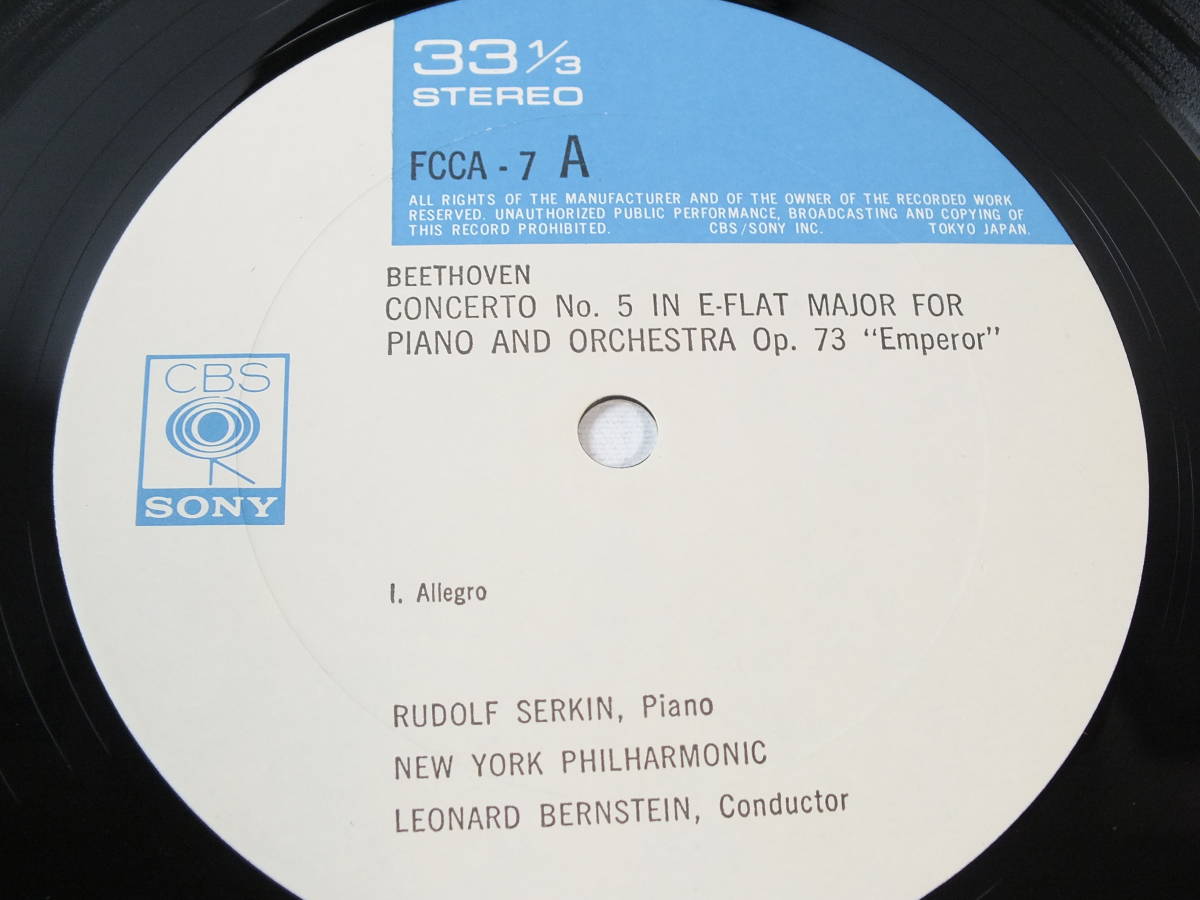 33 1/3
STEREO
FCCA - 7 A
ALL RIGHTS OF THE MANUFACTURER AND OF THE OWNER OF THE RECORDED WORK
RESERVED. UNAUTHORIZED PUBLIC PERFORMANCE, BROADCASTING AND COPYING OF
THIS RECORD PROHIBITED. CBS/SONY INC. TOKYO JAPAN.
BEETHOVEN
CONCERTO No. 5 IN E-FLAT MAJOR FOR
PIANO AND ORCHESTRA Op. 73 “Emperor”
CBS
SONY
I. Allegro
RUDOLF SERKIN, Piano
NEW YORK PHILHARMONIC
LEONARD BERNSTEIN, Conductor